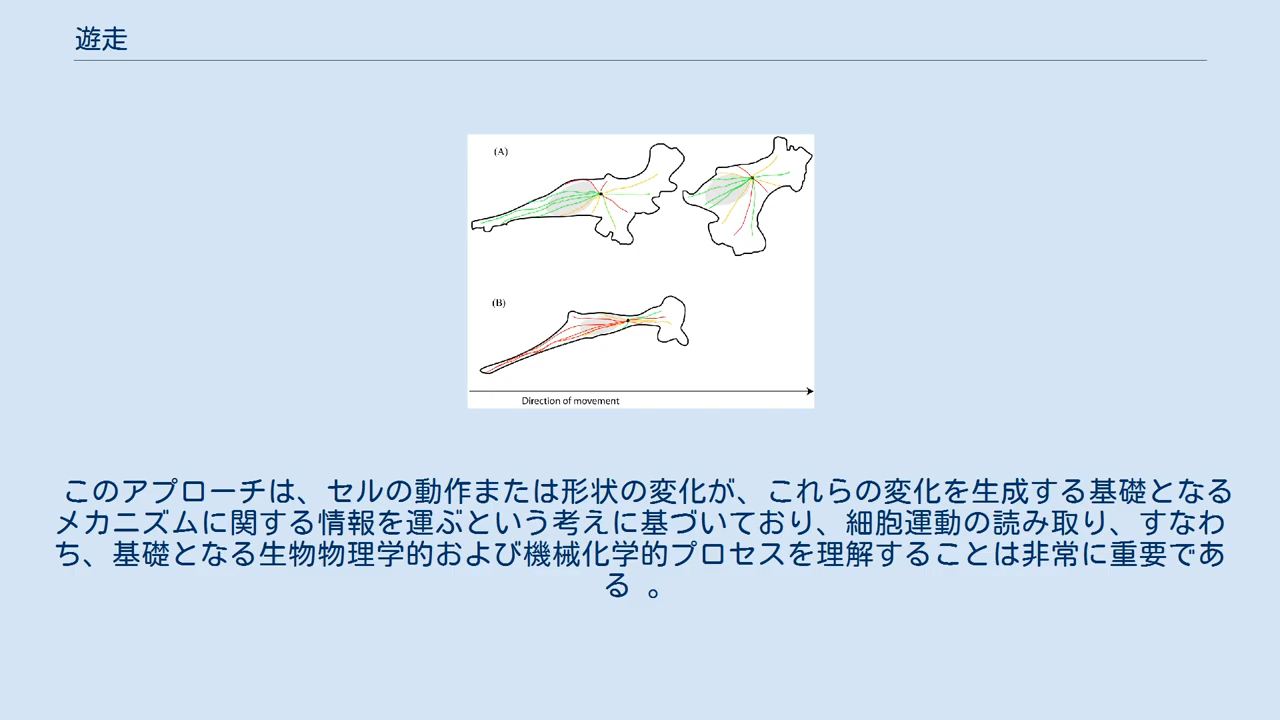 遊走
(A)
(B)
Direction of movement
このアプローチは、セルの動作または形状の変化が、これらの変化を生成する基礎となる
メカニズムに関する情報を運ぶという考えに基づいており、細胞運動の読み取り、すなわ
ち、基礎となる生物物理学的および機械化学的プロセスを理解することは非常に重要であ
る 。